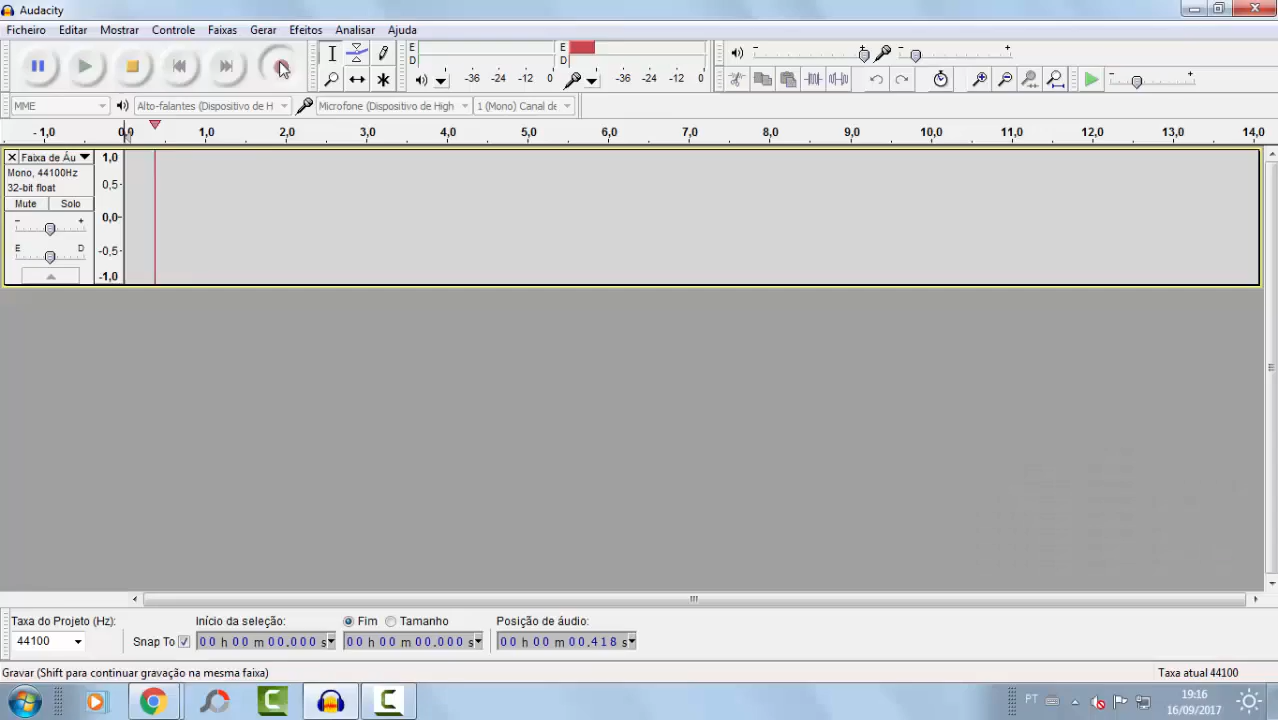 Audacity
Ficheiro Editar Mostrar Controle Faixas Gerar Efeitos Analisar Ajuda
E
D
-36 -24 -12 0
E
D
-36 -24 -12 0
MME
Alto-falantes (Dispositivo de H
Microfone (Dispositivo de High
1 (Mono) Canal de
- 1,0 0,0 1,0 2,0 3,0 4,0 5,0 6,0 7,0 8,0 9,0 10,0 11,0 12,0 13,0 14,0
Faixa de Áu
Mono, 44100Hz
32-bit float
Mute Solo
- +
E D
1,0
0,5
0,0
-0,5
-1,0
Taxa do Projeto (Hz):
44100
Snap To
Início da seleção:
00 h 00 m 00.000 s
Fim Tamanho
00 h 00 m 00.000 s
Posição de áudio:
00 h 00 m 00.418 s
Gravar (Shift para continuar gravação na mesma faixa)
Taxa atual 44100
PT
19:16
16/09/2017